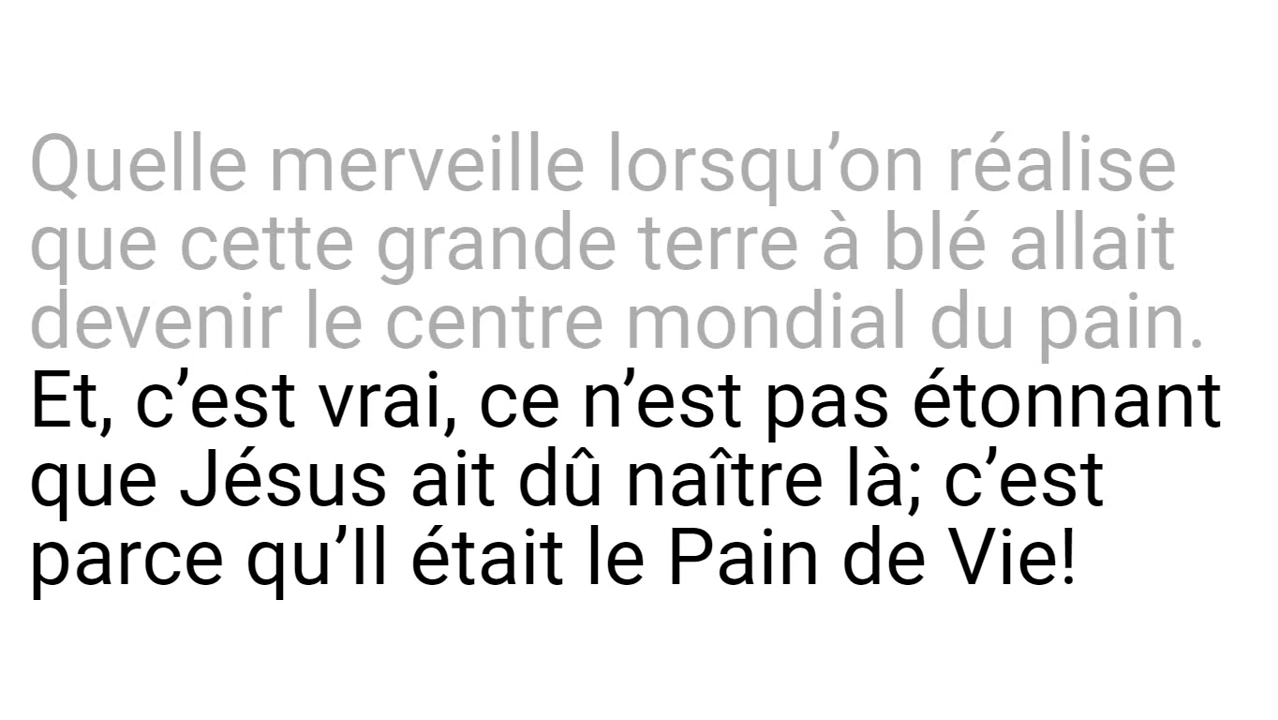 Quelle merveille lorsqu’on réalise
que cette grande terre à blé allait
devenir le centre mondial du pain.
Et, c’est vrai, ce n’est pas étonnant
que Jésus ait dû naître là; c’est
parce qu’Il était le Pain de Vie!